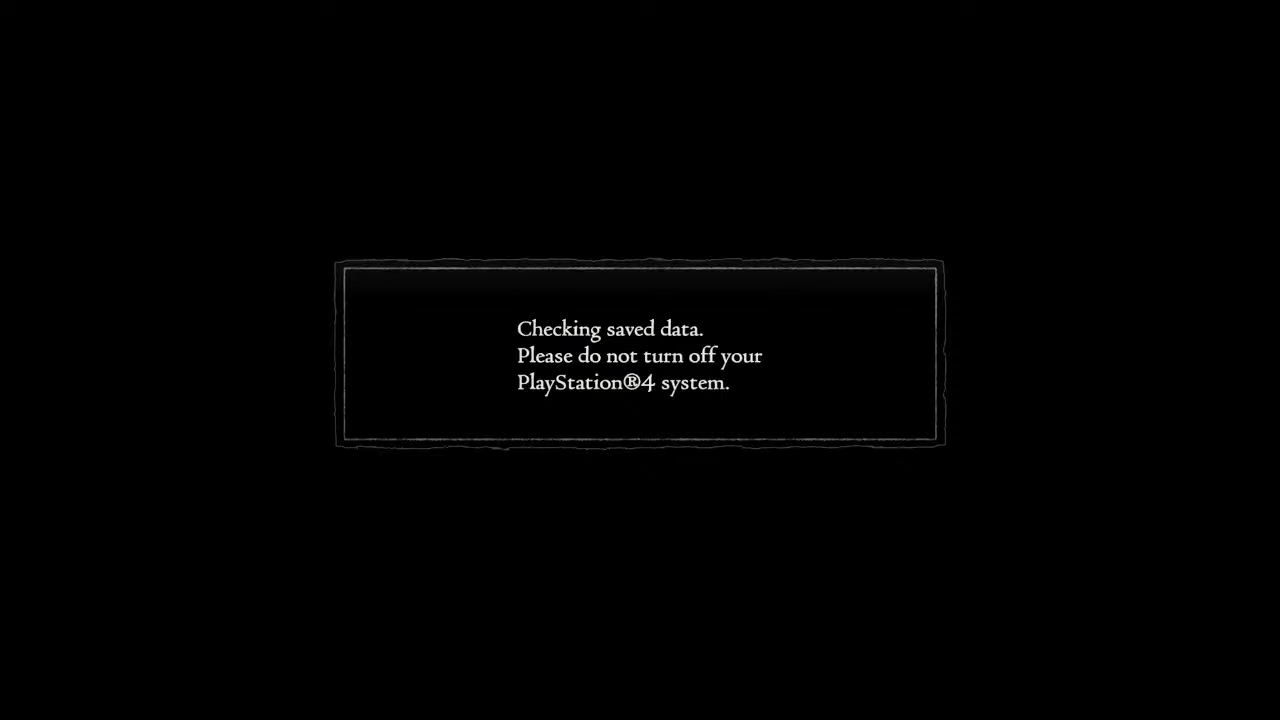 Checking saved data.
Please do not turn off your
PlayStation®4 system.